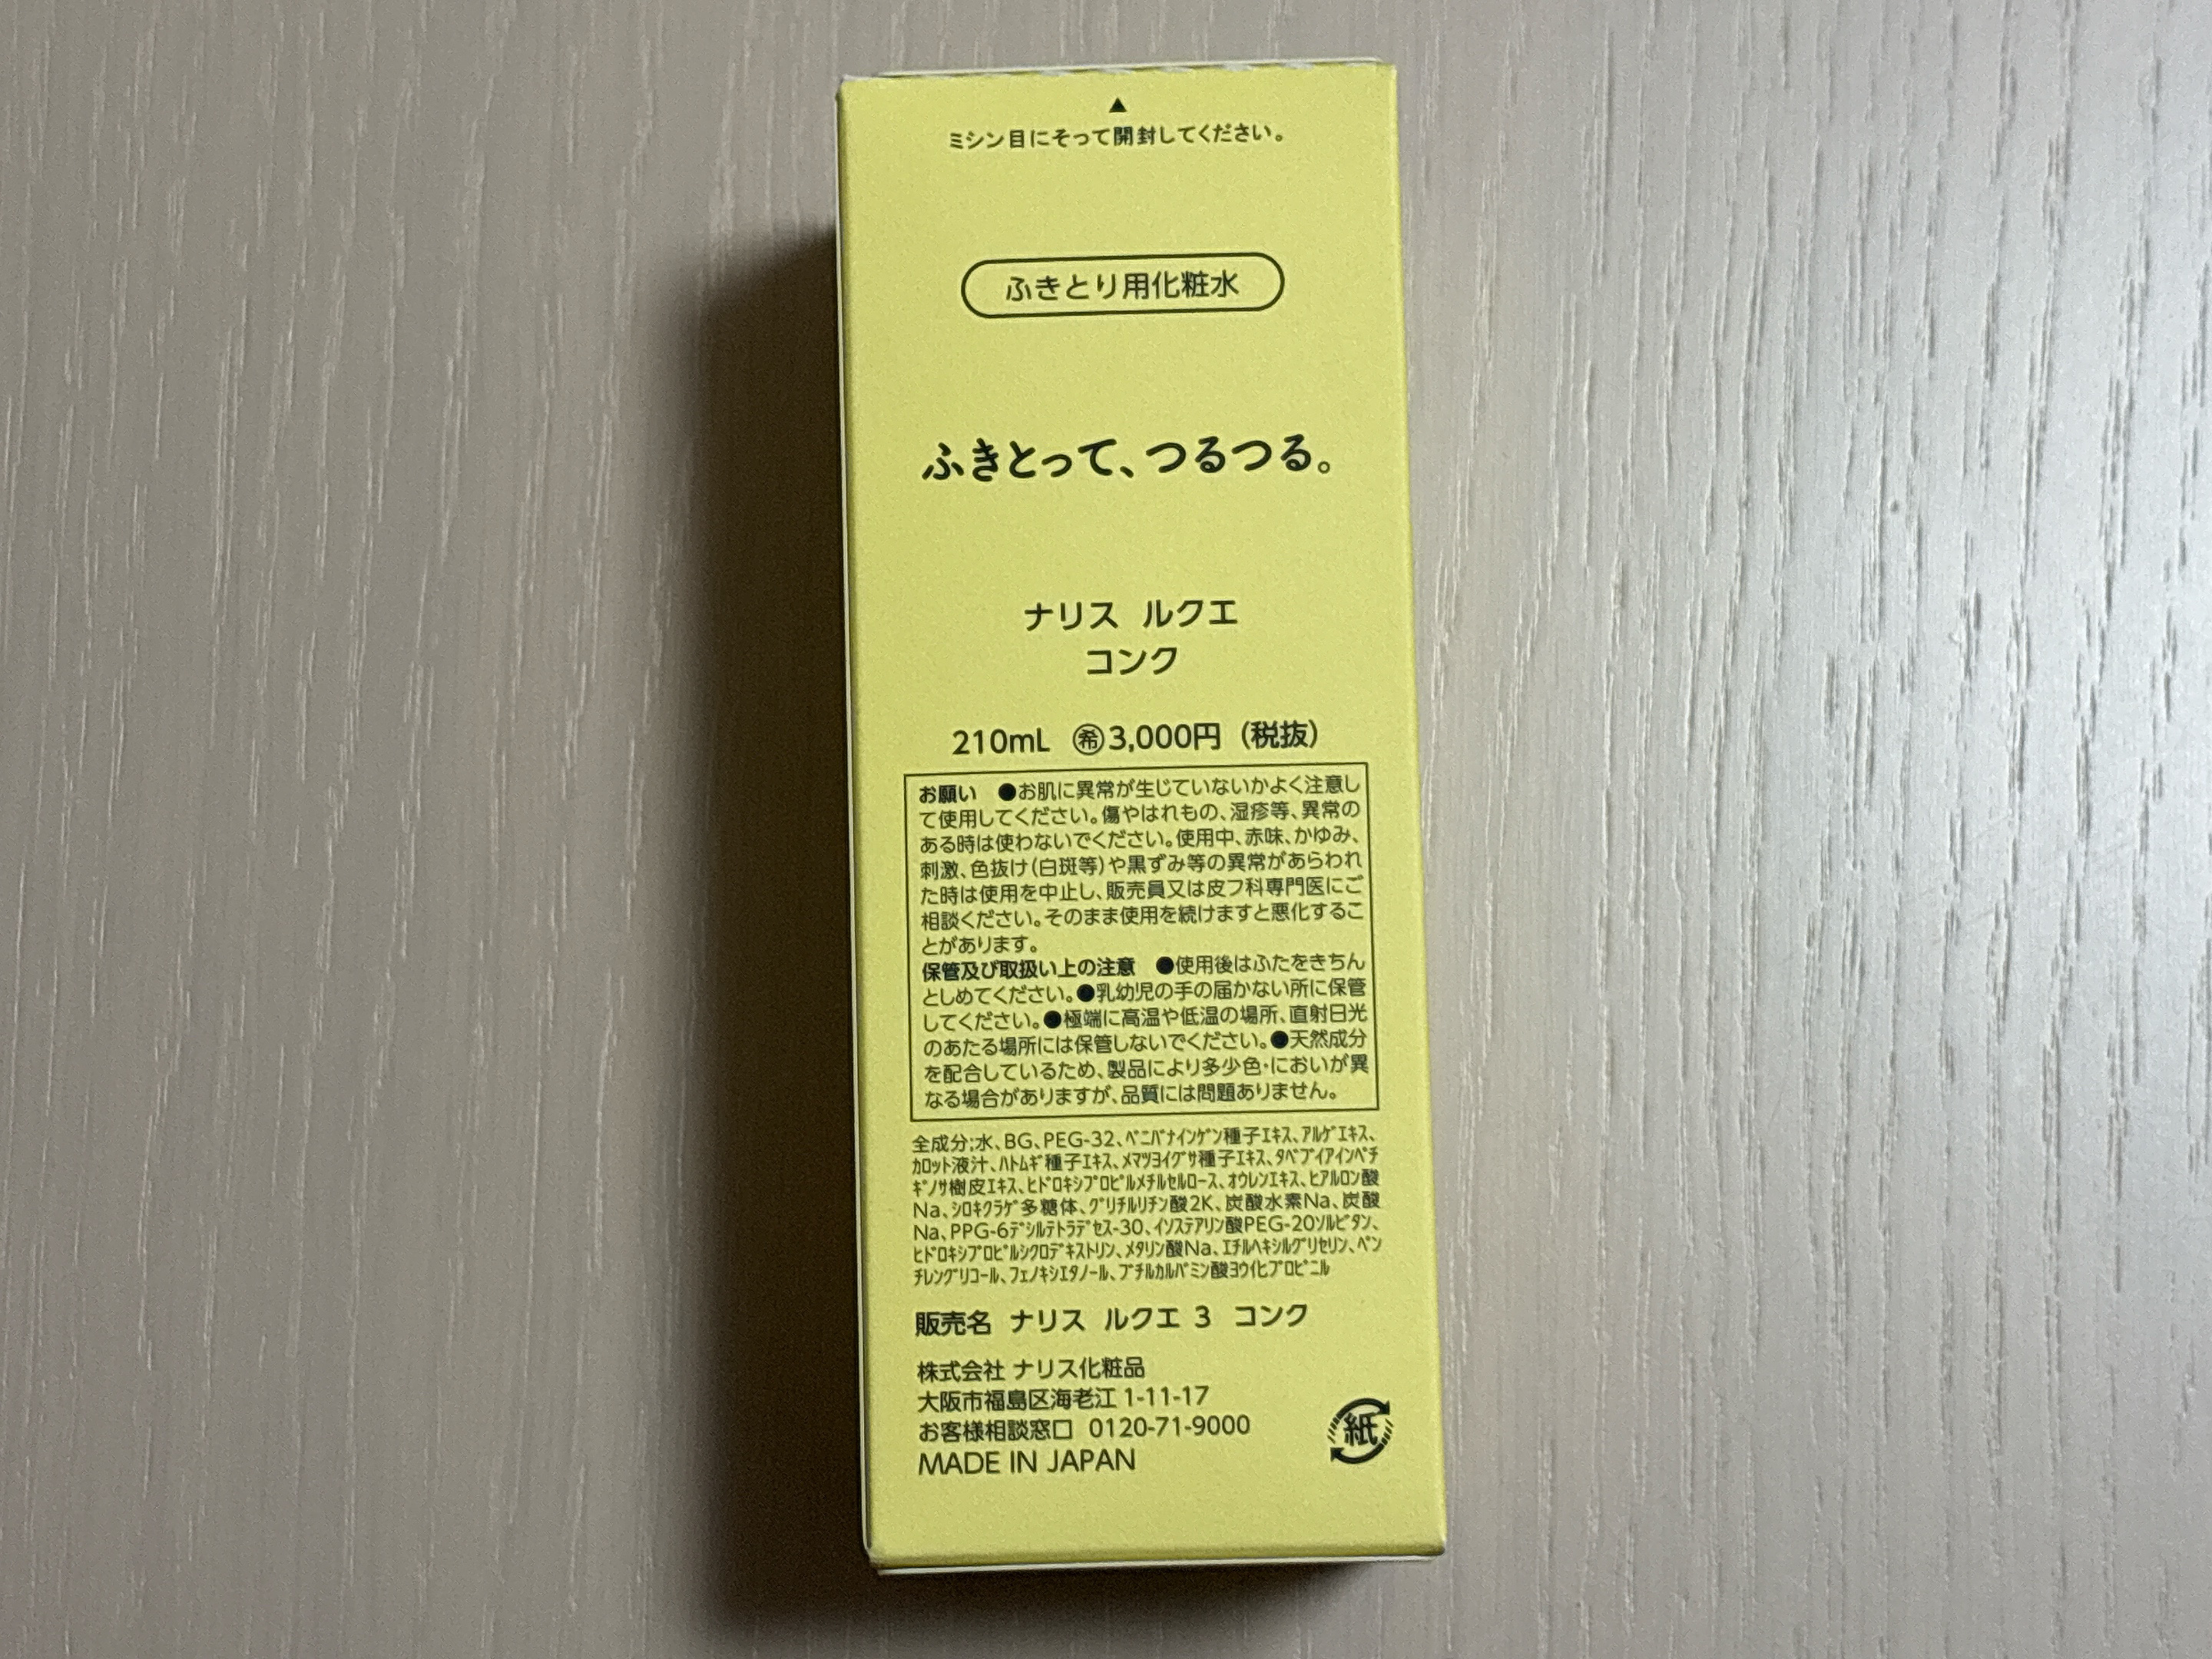 ▲
ミシン目にそって開封してください。
ふきとり用化粧水
ふきとって、つるつる。
ナリス ルクエ
コンク
210mL ㊕3,000円（税抜）
お願い ●お肌に異常が生じていないかよく注意し
て使用してください。傷やはれもの、湿疹等、異常の
ある時は使わないでください。使用中、赤味、かゆみ、
刺激、色抜け（白斑等）や黒ずみ等の異常があらわれ
た時は使用を中止し、販売員又は皮フ科専門医にご
相談ください。そのまま使用を続けますと悪化するこ
とがあります。
保管及び取扱い上の注意 ●使用後はふたをきちん
としめてください。●乳幼児の手の届かない所に保管
してください。●極端に高温や低温の場所、直射日光
のあたる場所には保管しないでください。●天然成分
を配合しているため、製品により多少色・においが異
なる場合がありますが、品質には問題ありません。
全成分:水、BG、PEG-32、ﾍﾞﾆﾊﾞﾅｲﾝｹﾞﾝ種子ｴｷｽ、ｱﾙｹﾞｴｷｽ、
ｶﾛｯﾄ液汁、ﾊﾄﾑｷﾞ種子ｴｷｽ、ﾒﾏﾂﾖｲｸﾞｻ種子ｴｷｽ、ﾀﾍﾞﾌﾞｲｱｲﾝﾍﾟﾁ
ｷﾞﾉｻ樹皮ｴｷｽ、ﾋﾄﾞﾛｷｼﾌﾟﾛﾋﾟﾙﾒﾁﾙｾﾙﾛｰｽ、ｵｳﾚﾝｴｷｽ、ﾋｱﾙﾛﾝ酸
Na、ｼﾛｷｸﾗｹﾞ多糖体、ｸﾞﾘﾁﾙﾘﾁﾝ酸2K、炭酸水素Na、炭酸
Na、PPG-6ﾃﾞｼﾙﾃﾄﾗﾃﾞｾｽ-30、ｲｿｽﾃｱﾘﾝ酸PEG-20ｿﾙﾋﾞﾀﾝ、
ﾋﾄﾞﾛｷｼﾌﾟﾛﾋﾟﾙｼｸﾛﾃﾞｷｽﾄﾘﾝ、ﾒﾀﾘﾝ酸Na、ｴﾁﾙﾍｷｼﾙｸﾞﾘｾﾘﾝ、ﾍﾟﾝ
ﾁﾚﾝｸﾞﾘｺｰﾙ、ﾌｪﾉｷｼｴﾀﾉｰﾙ、ﾌﾞﾁﾙｶﾙﾊﾞﾐﾝ酸ﾖｳ化ﾌﾟﾛﾋﾟﾆﾙ
販売名 ナリス ルクエ 3 コンク
株式会社 ナリス化粧品
大阪市福島区海老江 1-11-17
お客様相談窓口 0120-71-9000
MADE IN JAPAN
紙